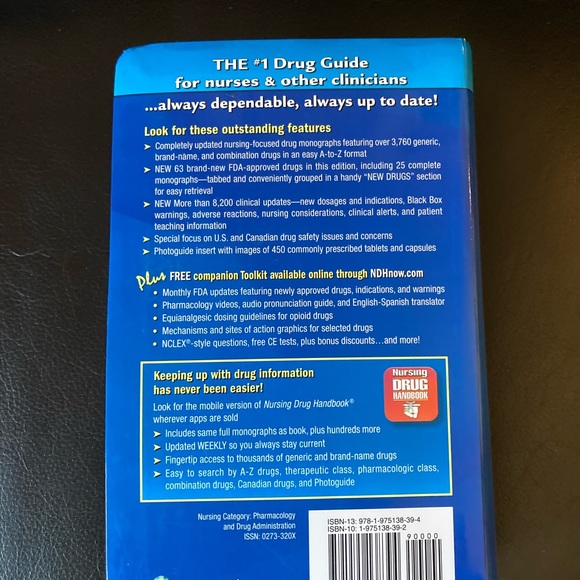 THE #1 Drug Guide
for nurses & other clinicians
...always dependable, always up to date!
Look for these outstanding features
➤ Completely updated nursing-focused drug monographs featuring over 3,760 generic,
brand-name, and combination drugs in an easy A-to-Z format
➤ NEW 63 brand-new FDA-approved drugs in this edition, including 25 complete
monographs—tabbed and conveniently grouped in a handy “NEW DRUGS” section
for easy retrieval
➤ NEW More than 8,200 clinical updates—new dosages and indications, Black Box
warnings, adverse reactions, nursing considerations, clinical alerts, and patient
teaching information
➤ Special focus on U.S. and Canadian drug safety issues and concerns
➤ Photoguide insert with images of 450 commonly prescribed tablets and capsules
Plus FREE companion Toolkit available online through NDHnow.com
• Monthly FDA updates featuring newly approved drugs, indications, and warnings
• Pharmacology videos, audio pronunciation guide, and English-Spanish translator
• Equianalgesic dosing guidelines for opioid drugs
• Mechanisms and sites of action graphics for selected drugs
• NCLEX®-style questions, free CE tests, plus bonus discounts...and more!
Keeping up with drug information
has never been easier!
Look for the mobile version of Nursing Drug Handbook®
wherever apps are sold
➤ Includes same full monographs as book, plus hundreds more
➤ Updated WEEKLY so you always stay current
➤ Fingertip access to thousands of generic and brand-name drugs
➤ Easy to search by A-Z drugs, therapeutic class, pharmacologic class,
combination drugs, Canadian drugs, and Photoguide
Nursing
DRUG
HANDBOOK
Nursing Category: Pharmacology
and Drug Administration
ISSN: 0273-320X
ISBN-13: 978-1-975138-39-4
ISBN-10: 1-975138-39-2
90000